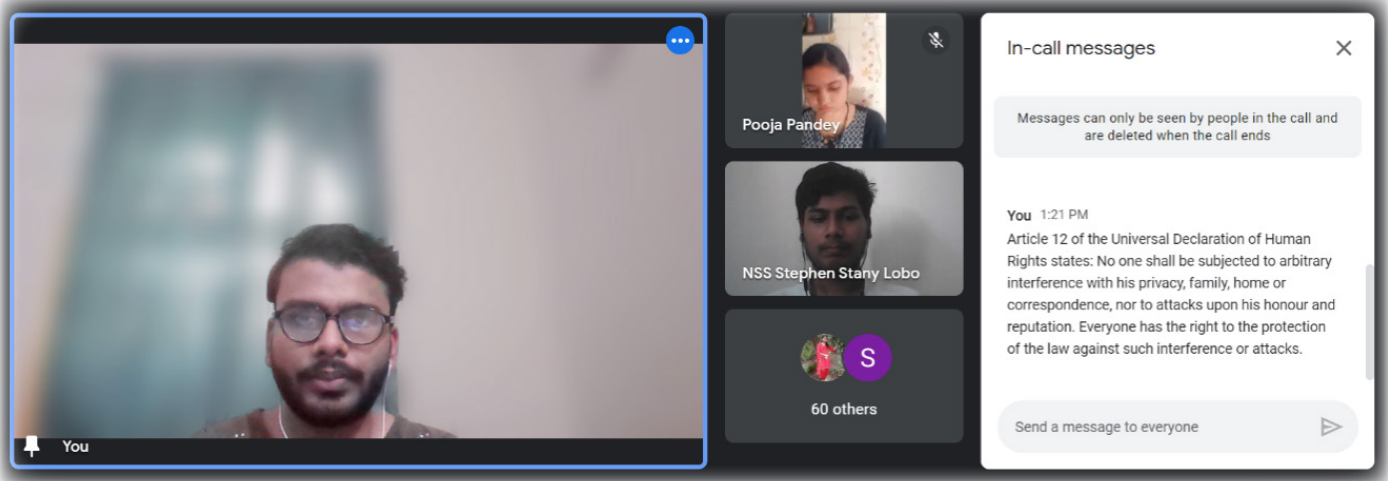 You
Pooja Pandey
NSS Stephen Stany Lobo
S
60 others
In-call messages
Messages can only be seen by people in the call and
are deleted when the call ends
You 1:21 PM
Article 12 of the Universal Declaration of Human
Rights states: No one shall be subjected to arbitrary
interference with his privacy, family, home or
correspondence, nor to attacks upon his honour and
reputation. Everyone has the right to the protection
of the law against such interference or attacks.
Send a message to everyone